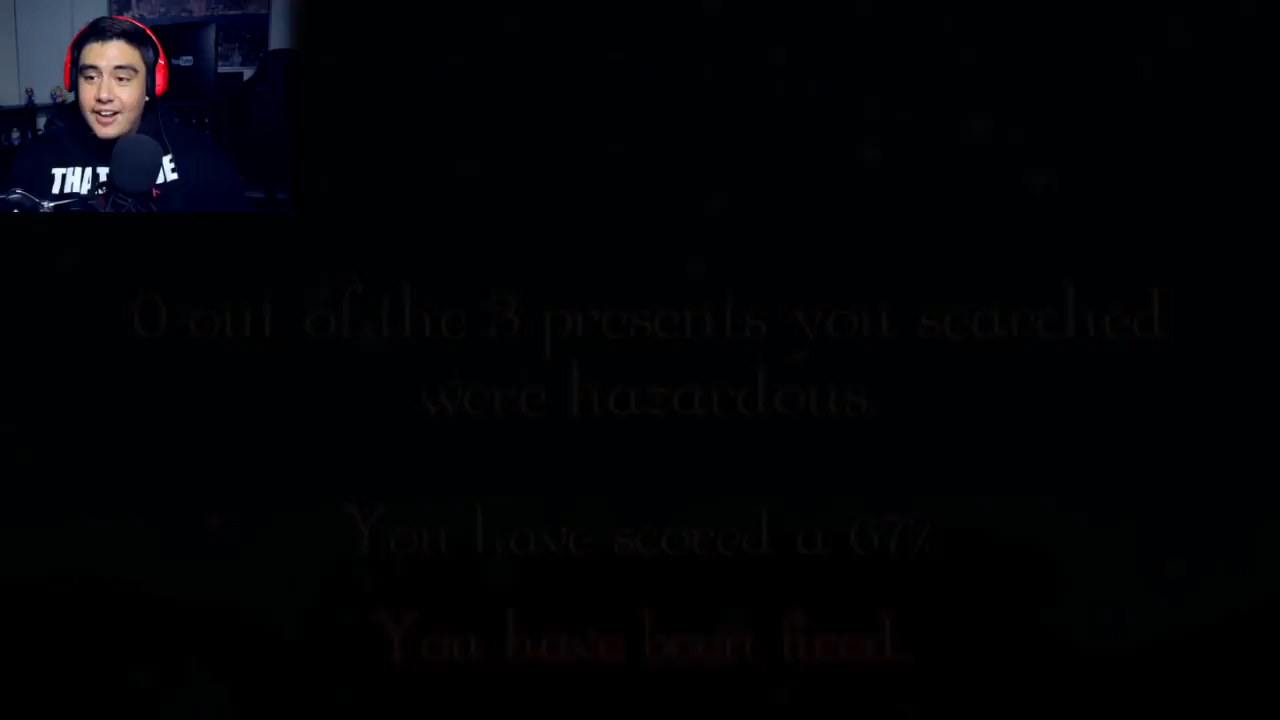 YouTube
THAT
0 out of the 8 presents you searched
were hazardous.
You have scored a 67%
You have been fired.